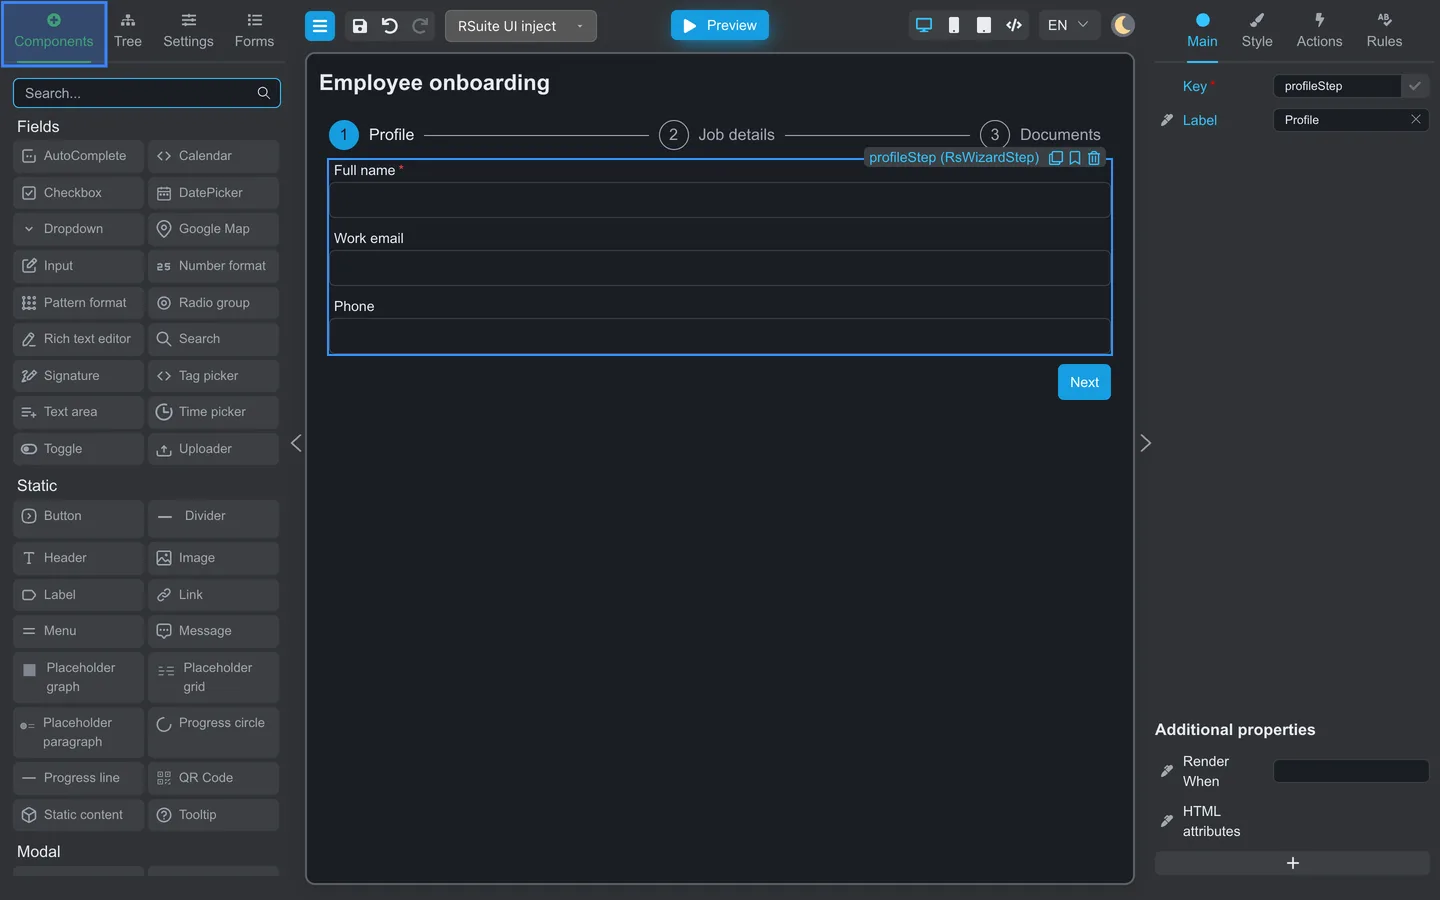 Components
Tree
Settings
Forms
RSuite UI inject
Preview
EN
Main
Style
Actions
AB
Rules
Search...
Fields
AutoComplete
Calendar
Checkbox
DatePicker
Dropdown
Google Map
Input
25 Number format
Pattern format
Radio group
Rich text editor
Search
Signature
Tag picker
Text area
Time picker
Toggle
Uploader
Static
Button
Divider
Header
Image
Label
Link
Menu
Message
Placeholder
graph
Placeholder
grid
Placeholder
paragraph
Progress circle
Progress line
QR Code
Static content
Tooltip
Modal
Employee onboarding
1 Profile
2 Job details
3 Documents
profileStep (RsWizardStep)
Full name *
Work email
Phone
Next
Key *
profileStep
Label
Profile
Additional properties
Render
When
HTML
attributes